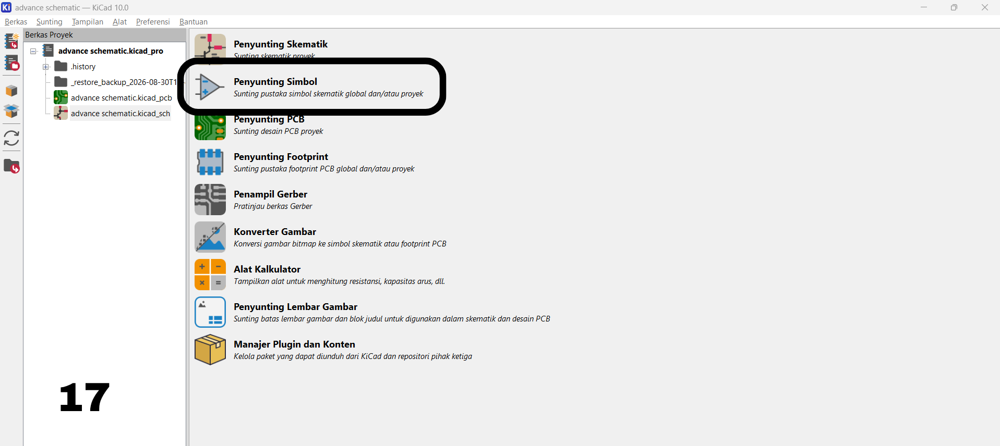 advance schematic — KiCad 10.0
Berkas Sunting Tampilan Alat Preferensi Bantuan
Berkas Proyek
advance schematic.kicad_pro
.history
_restore_backup_2026-08-30T1
advance schematic.kicad_pcb
advance schematic.kicad_sch
Penyunting Skematik
Sunting skematik proyek
Penyunting Simbol
Sunting pustaka simbol skematik global dan/atau proyek
Penyunting PCB
Sunting desain PCB proyek
Penyunting Footprint
Sunting pustaka footprint PCB global dan/atau proyek
Penampil Gerber
Pratinjau berkas Gerber
Konverter Gambar
Konversi gambar bitmap ke simbol skematik atau footprint PCB
Alat Kalkulator
Tampilkan alat untuk menghitung resistansi, kapasitas arus, dll.
Penyunting Lembar Gambar
Sunting batas lembar gambar dan blok judul untuk digunakan dalam skematik dan desain PCB
Manajer Plugin dan Konten
Kelola paket yang dapat diunduh dari KiCad dan repositori pihak ketiga
17